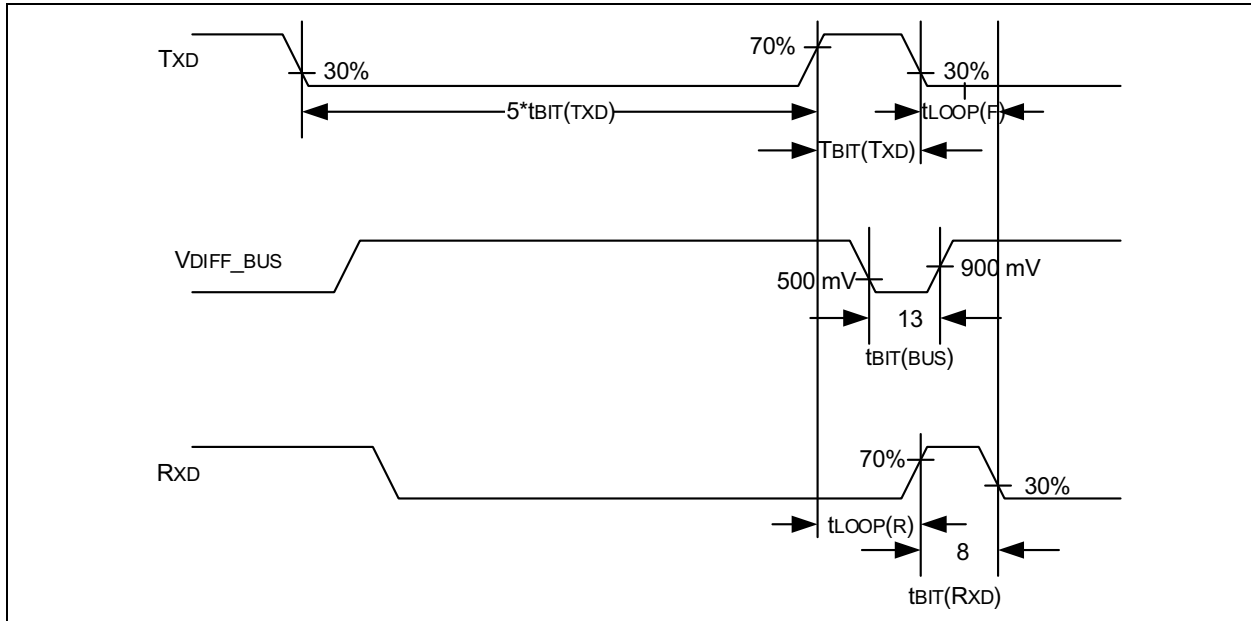 TXD
30%
70%
30%
5*tBIT(TXD)
tLOOP(F)
TBIT(TXD)
VDIFF_BUS
500 mV
900 mV
13
tBIT(BUS)
RXD
70%
30%
tLOOP(R)
8
tBIT(RXD)